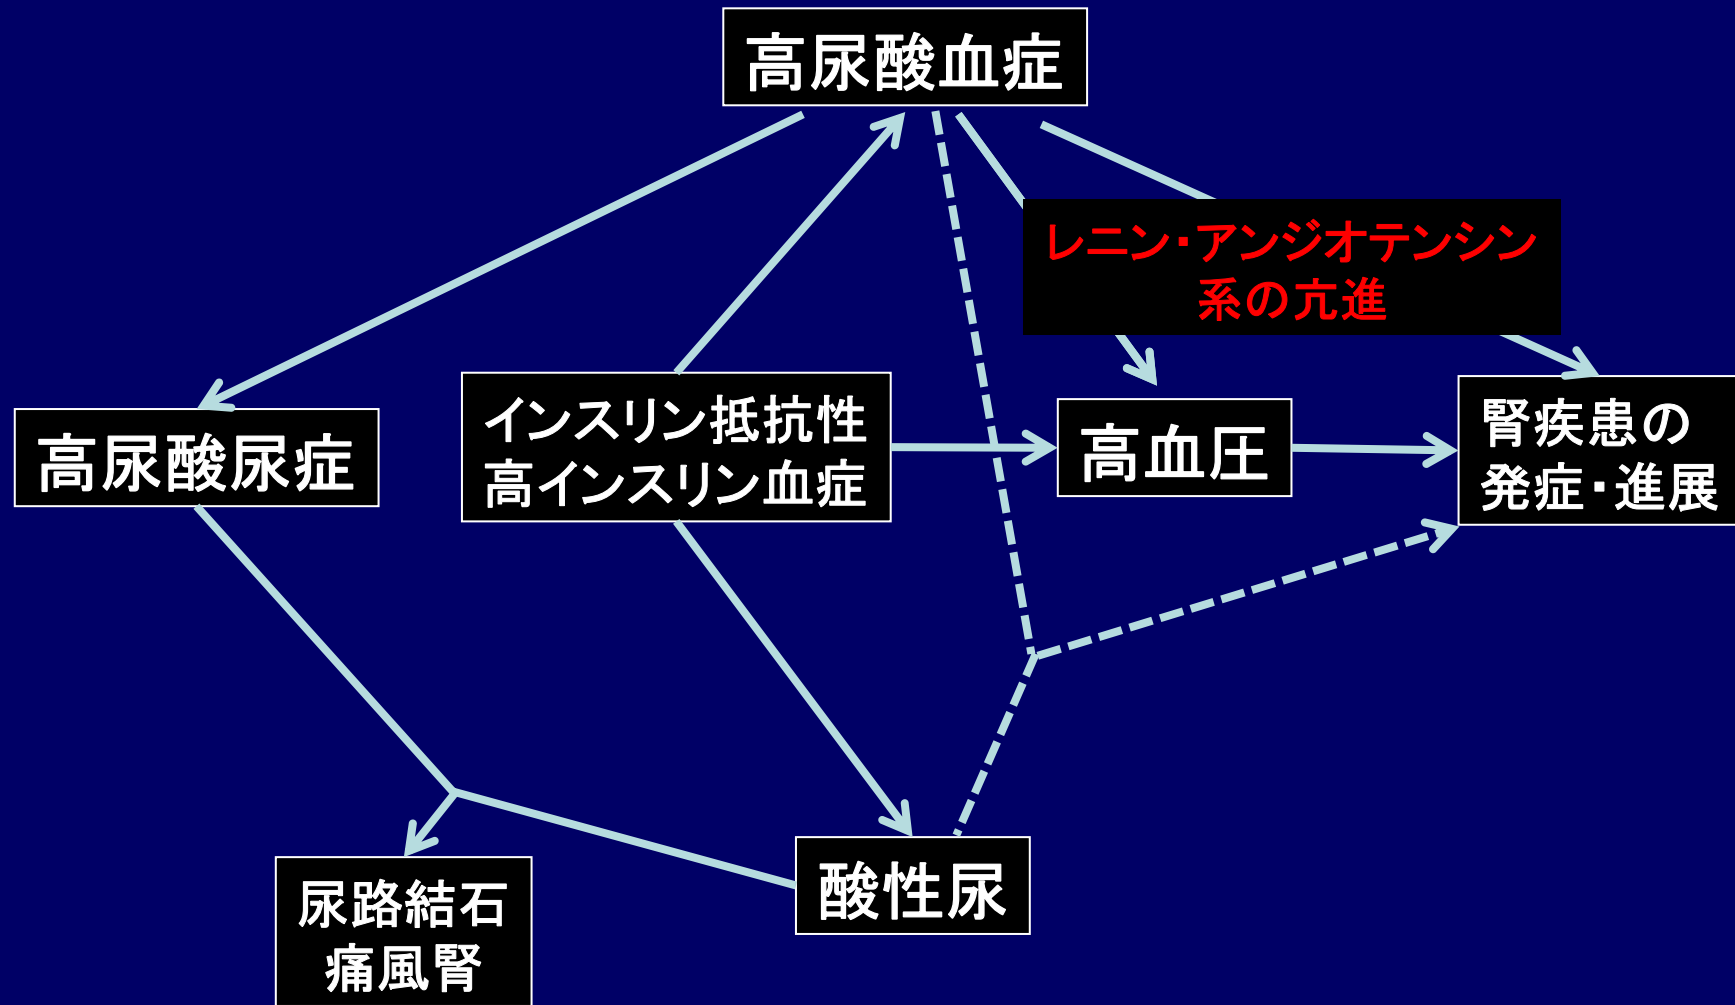 高尿酸血症
レニン・アンジオテンシン
系の亢進
高尿酸尿症
インスリン抵抗性
高インスリン血症
高血圧
腎疾患の
発症・進展
酸性尿
尿路結石
痛風腎